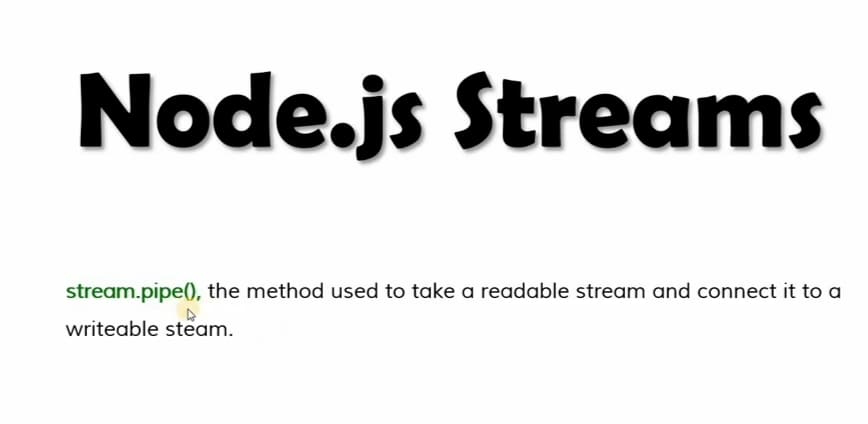 Node.js Streams
stream.pipe(), the method used to take a readable stream and connect it to a
writeable steam.